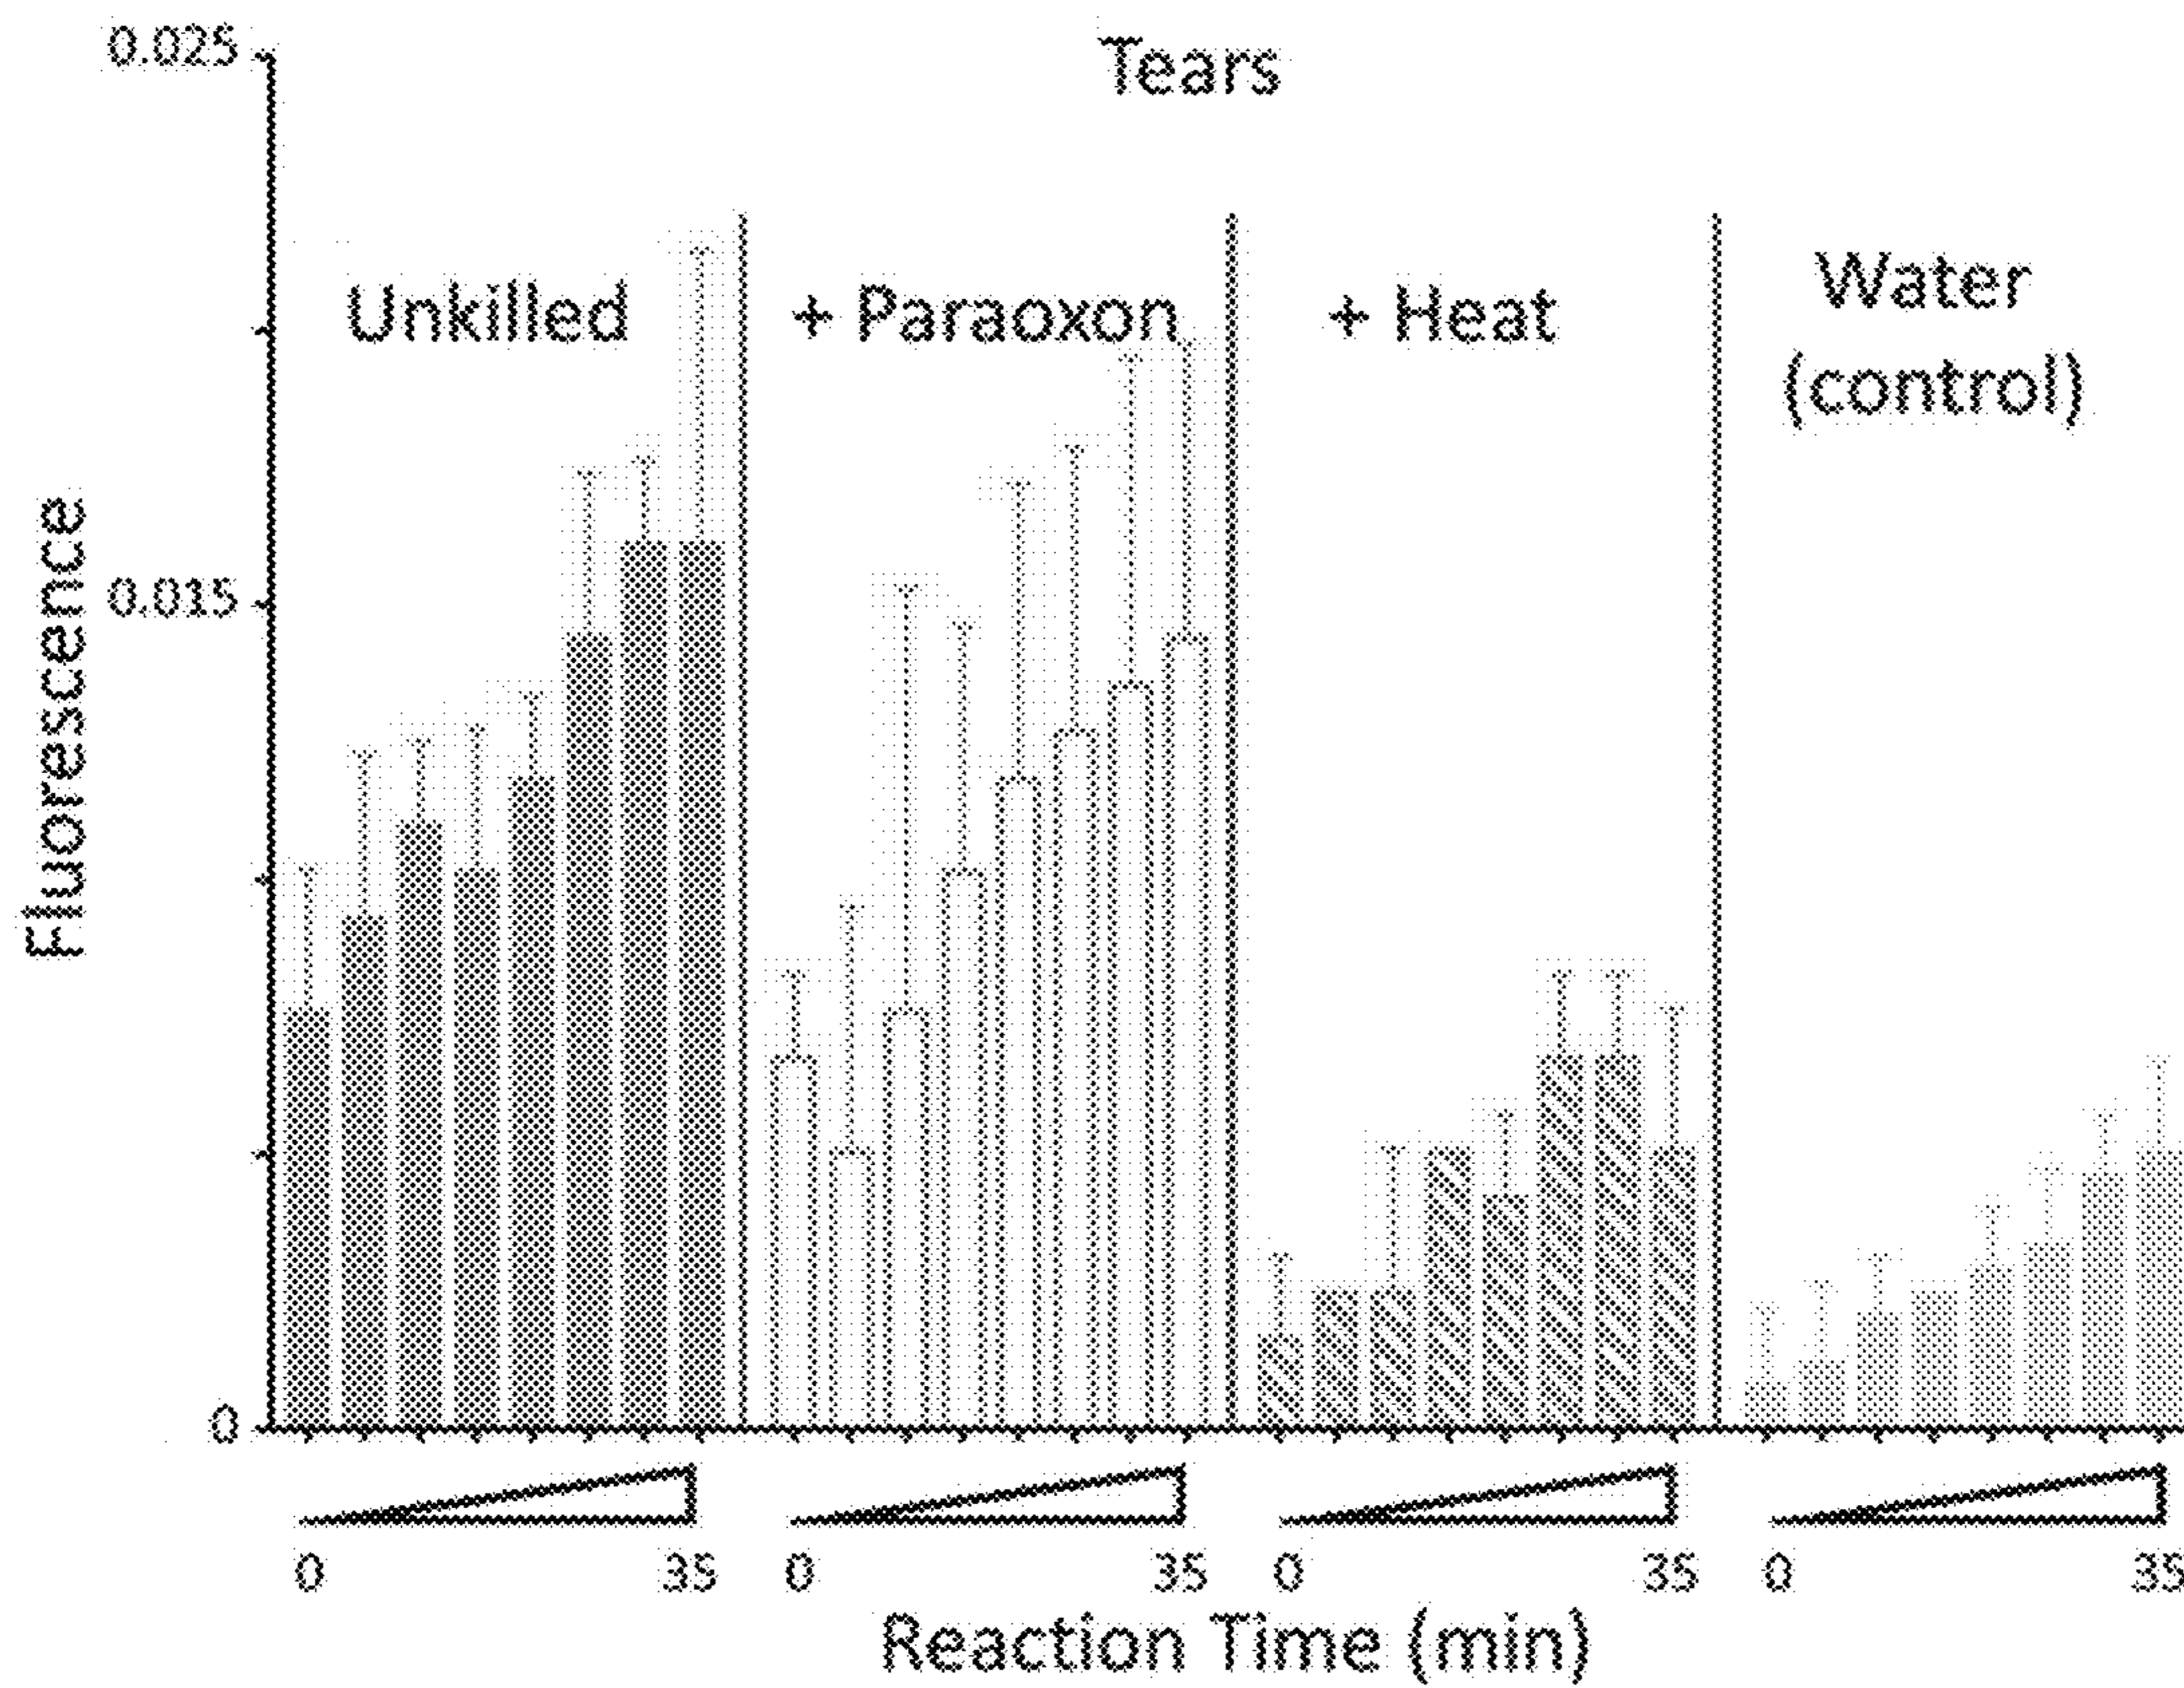 Tears
0.025
0.015
0
Fluorescence
Unkilled
+ Paraoxon
+ Heat
Water
(control)
0 35 0 35 0 35 0 35
Reaction Time (min)